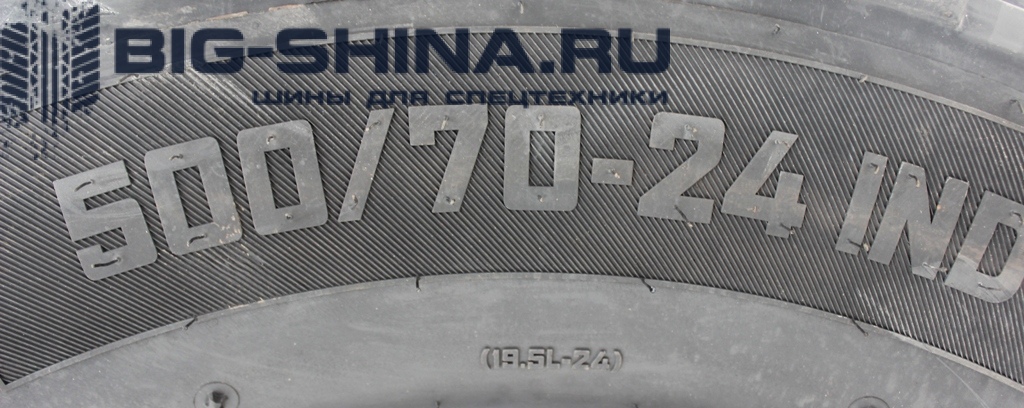 BIG-SHINA.RU
ШИНЫ ДЛЯ СПЕЦТЕХНИКИ
500/70-24 IND
(19.5L-24)